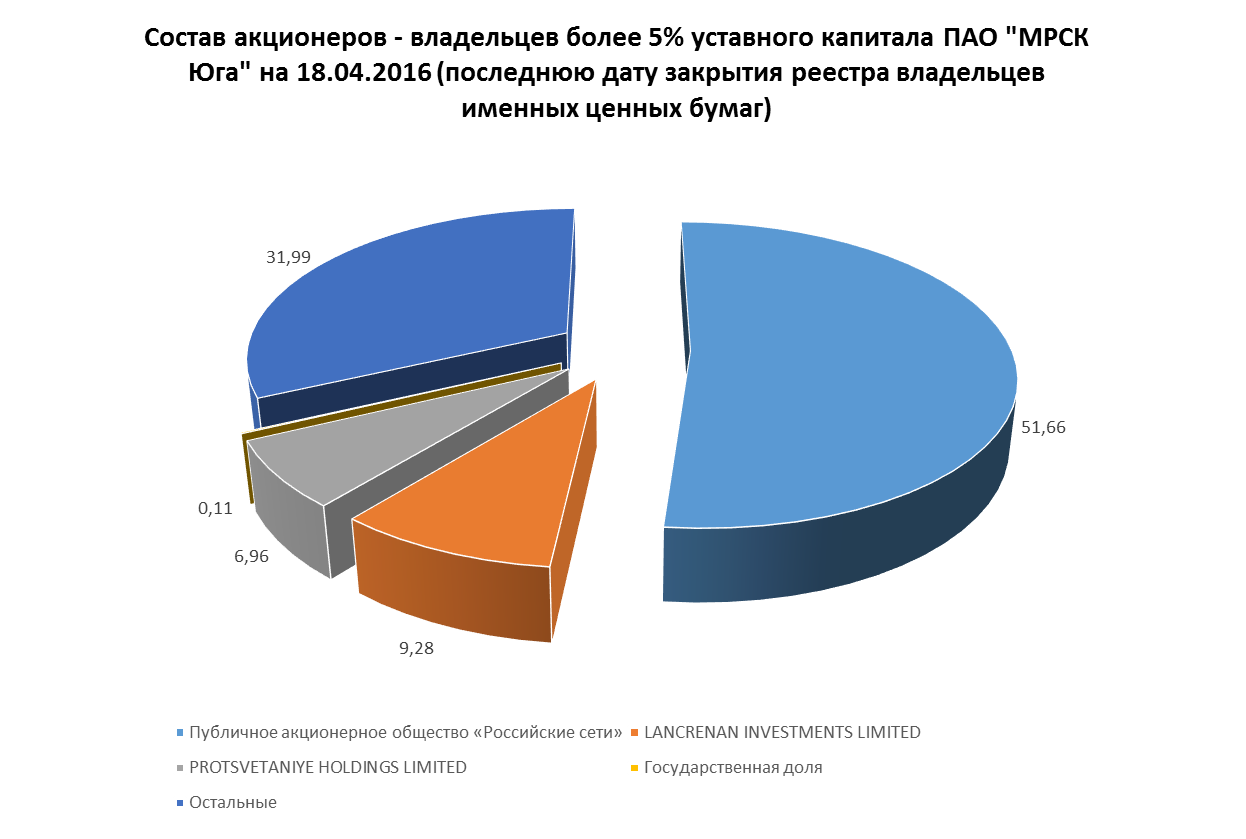 Состав акционеров - владельцев более 5% уставного капитала ПАО "МРСК
Юга" на 18.04.2016 (последнюю дату закрытия реестра владельцев
именных ценных бумаг)
31,99
51,66
0,11
6,96
9,28
Публичное акционерное общество «Российские сети»
LANCRENAN INVESTMENTS LIMITED
PROTSVETANIYE HOLDINGS LIMITED
Государственная доля
Остальные